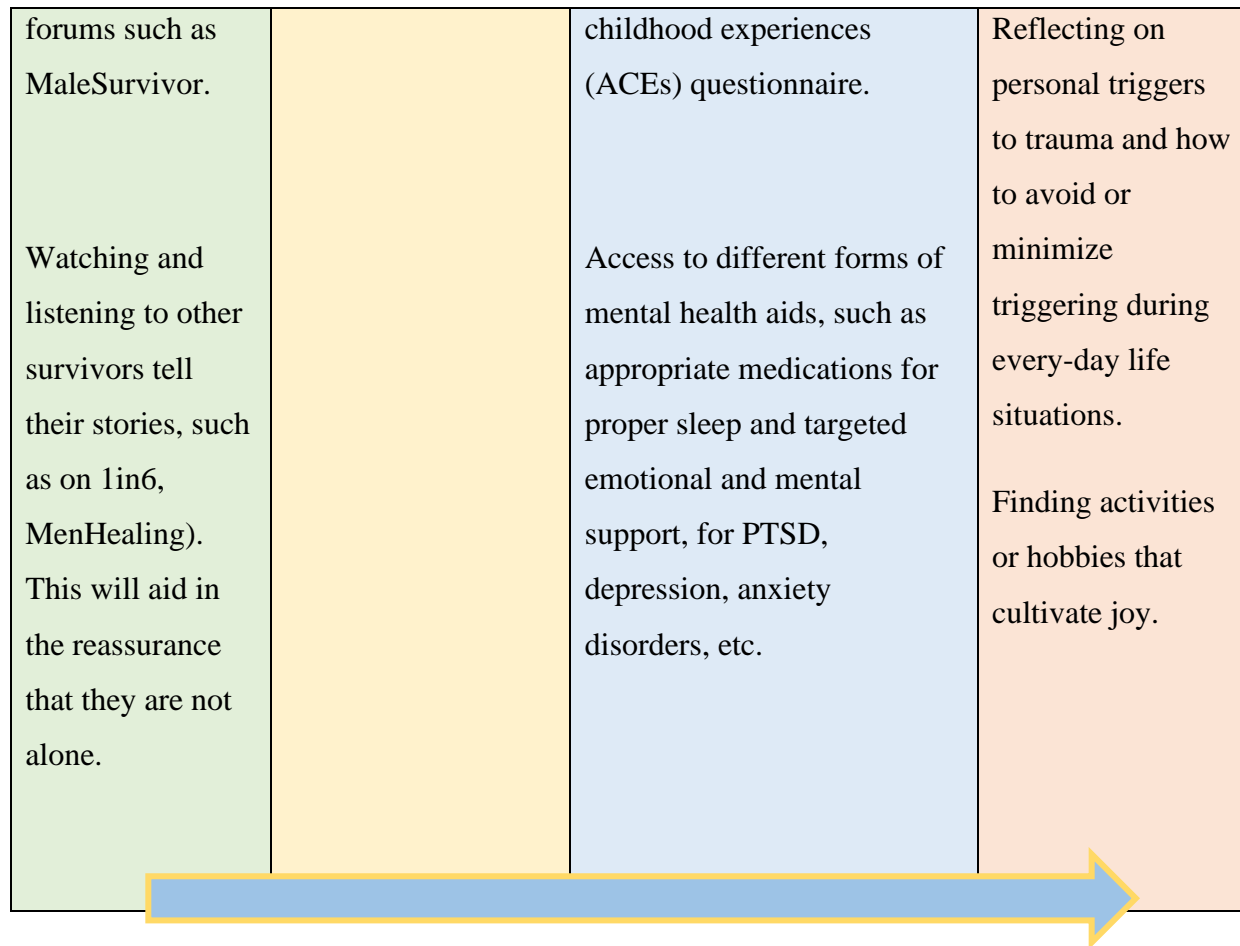 forums such as
MaleSurvivor.
Watching and
listening to other
survivors tell
their stories, such
as on 1in6,
MenHealing).
This will aid in
the reassurance
that they are not
alone.
childhood experiences
(ACEs) questionnaire.
Access to different forms of
mental health aids, such as
appropriate medications for
proper sleep and targeted
emotional and mental
support, for PTSD,
depression, anxiety
disorders, etc.
Reflecting on
personal triggers
to trauma and how
to avoid or
minimize
triggering during
every-day life
situations.
Finding activities
or hobbies that
cultivate joy.